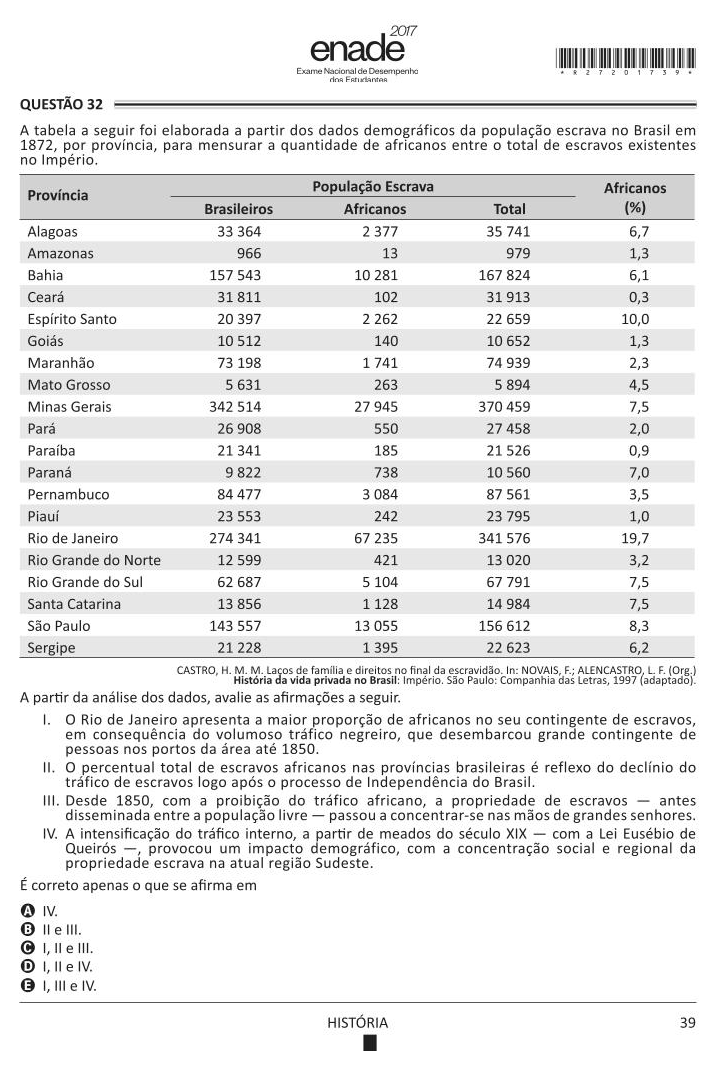 2017
enade
Exame Nacional de Desempenho
dos Estudantes
* R 2 7 2 0 1 7 3 9 *
QUESTÃO 32
A tabela a seguir foi elaborada a partir dos dados demográficos da população escrava no Brasil em
1872, por província, para mensurar a quantidade de africanos entre o total de escravos existentes
no Império.
Província População Escrava Africanos (%)
Brasileiros Africanos Total
Alagoas 33 364 2 377 35 741 6,7
Amazonas 966 13 979 1,3
Bahia 157 543 10 281 167 824 6,1
Ceará 31 811 102 31 913 0,3
Espírito Santo 20 397 2 262 22 659 10,0
Goiás 10 512 140 10 652 1,3
Maranhão 73 198 1 741 74 939 2,3
Mato Grosso 5 631 263 5 894 4,5
Minas Gerais 342 514 27 945 370 459 7,5
Pará 26 908 550 27 458 2,0
Paraíba 21 341 185 21 526 0,9
Paraná 9 822 738 10 560 7,0
Pernambuco 84 477 3 084 87 561 3,5
Piauí 23 553 242 23 795 1,0
Rio de Janeiro 274 341 67 235 341 576 19,7
Rio Grande do Norte 12 599 421 13 020 3,2
Rio Grande do Sul 62 687 5 104 67 791 7,5
Santa Catarina 13 856 1 128 14 984 7,5
São Paulo 143 557 13 055 156 612 8,3
Sergipe 21 228 1 395 22 623 6,2
CASTRO, H. M. M. Laços de família e direitos no final da escravidão. In: NOVAIS, F.; ALENCASTRO, L. F. (Org.)
História da vida privada no Brasil: Império. São Paulo: Companhia das Letras, 1997 (adaptado).
A partir da análise dos dados, avalie as afirmações a seguir.
I. O Rio de Janeiro apresenta a maior proporção de africanos no seu contingente de escravos,
em consequência do volumoso tráfico negreiro, que desembarcou grande contingente de
pessoas nos portos da área até 1850.
II. O percentual total de escravos africanos nas províncias brasileiras é reflexo do declínio do
tráfico de escravos logo após o processo de Independência do Brasil.
III. Desde 1850, com a proibição do tráfico africano, a propriedade de escravos — antes
disseminada entre a população livre — passou a concentrar-se nas mãos de grandes senhores.
IV. A intensificação do tráfico interno, a partir de meados do século XIX — com a Lei Eusébio de
Queirós —, provocou um impacto demográfico, com a concentração social e regional da
propriedade escrava na atual região Sudeste.
É correto apenas o que se afirma em
A IV.
B II e III.
C I, II e III.
D I, II e IV.
E I, III e IV.
HISTÓRIA
39